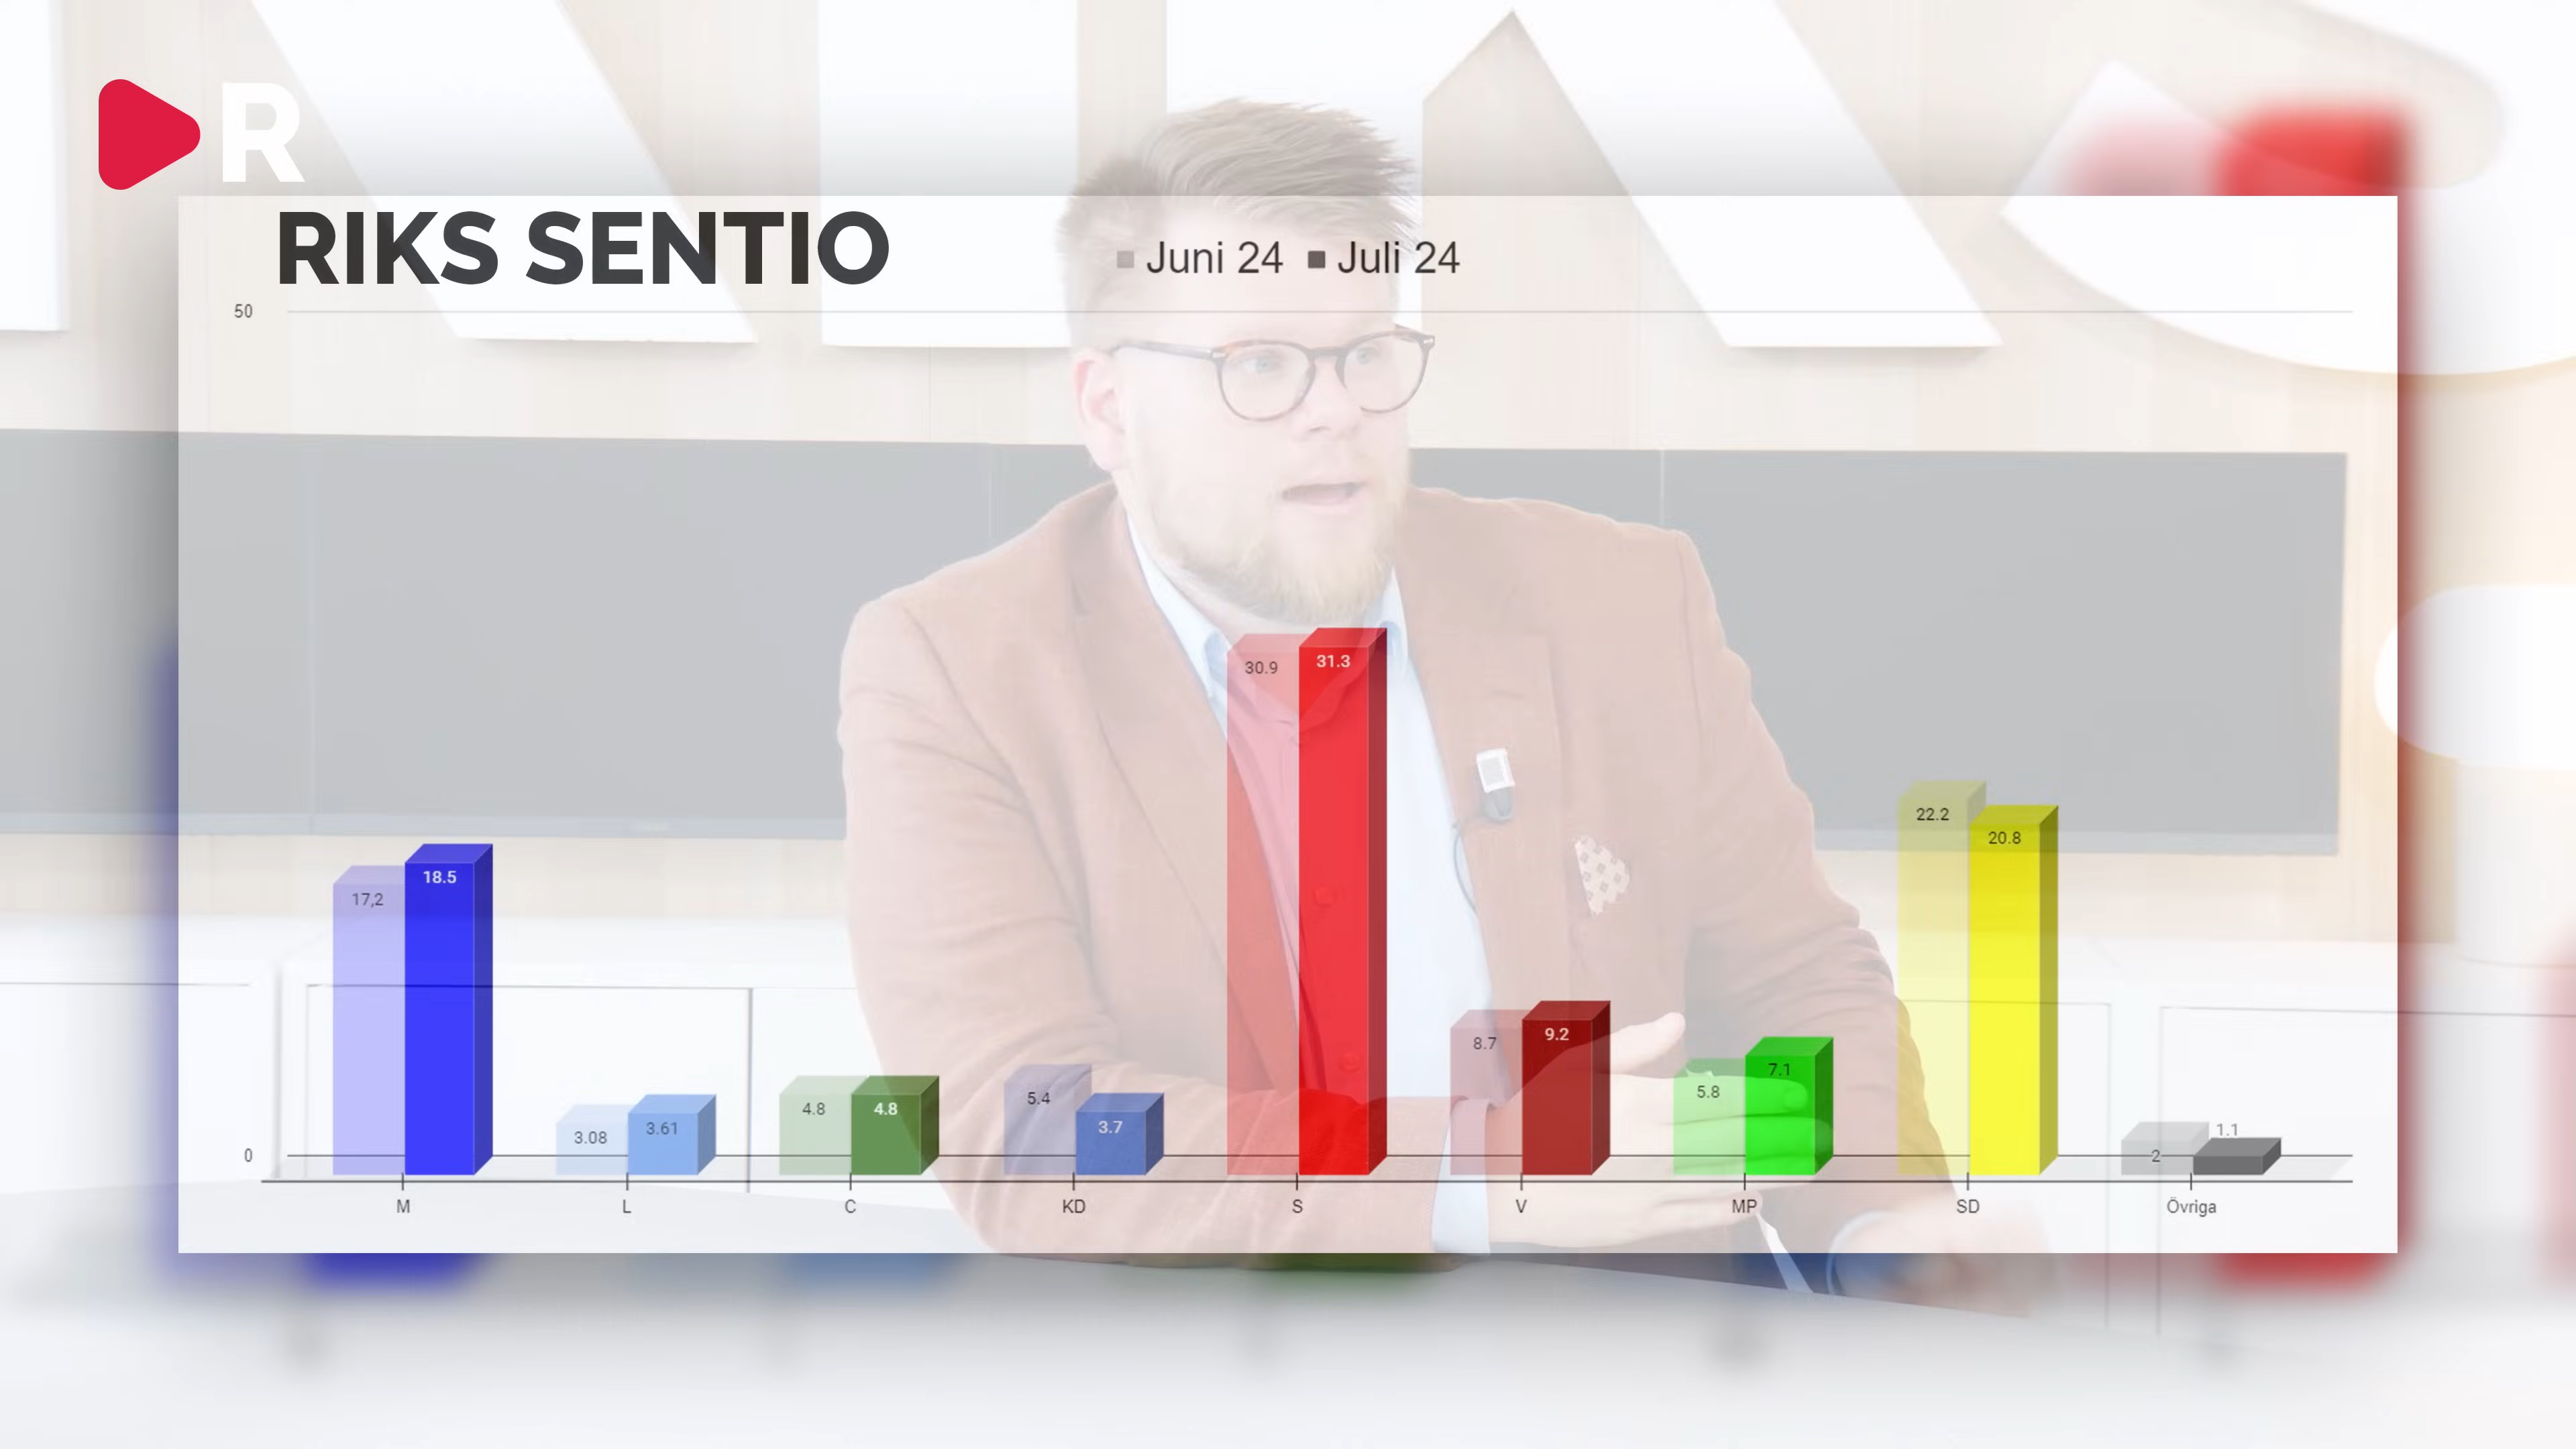 R
RIKS SENTIO
Juni 24 Juli 24
50
30.9 31.3
22.2 20.8
17,2 18.5
8.7 9.2
5.8 7.1
5.4 3.7
4.8 4.8
3.08 3.61
2 1.1
0
M L C KD S V MP SD Övriga